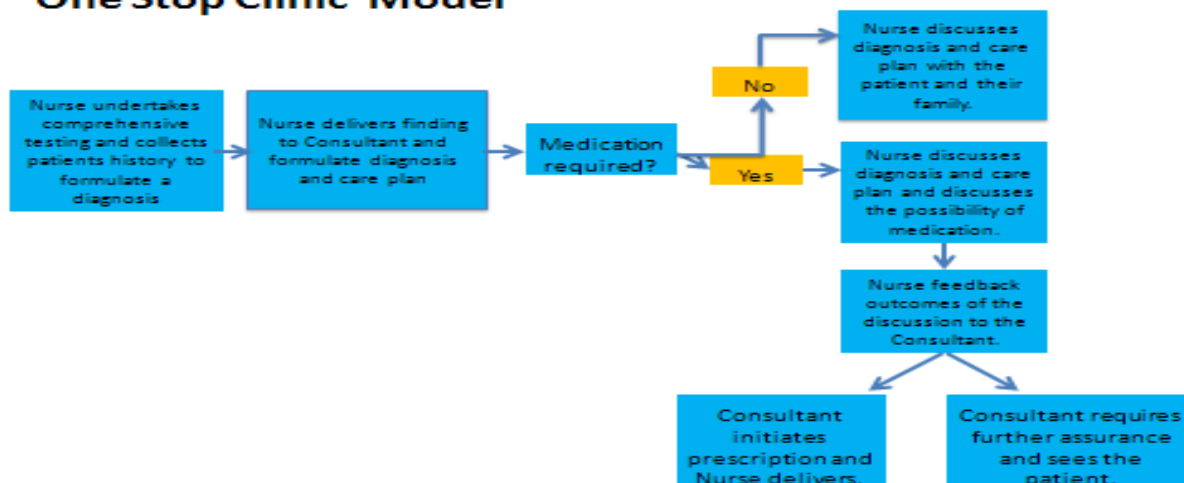 One Stop Clinic Model
Nurse undertakes
comprehensive
testing and collects
patients history to
formulate a
diagnosis
Nurse delivers finding
to Consultant and
formulate diagnosis
and care plan
Medication
required?
No
Yes
Nurse discusses
diagnosis and care
plan with the
patient and their
family.
Nurse discusses
diagnosis and care
plan and discusses
the possibility of
medication.
Nurse feedback
outcomes of the
discussion to the
Consultant.
Consultant
initiates
prescription and
Nurse delivers.
Consultant requires
further assurance
and sees the
patient.